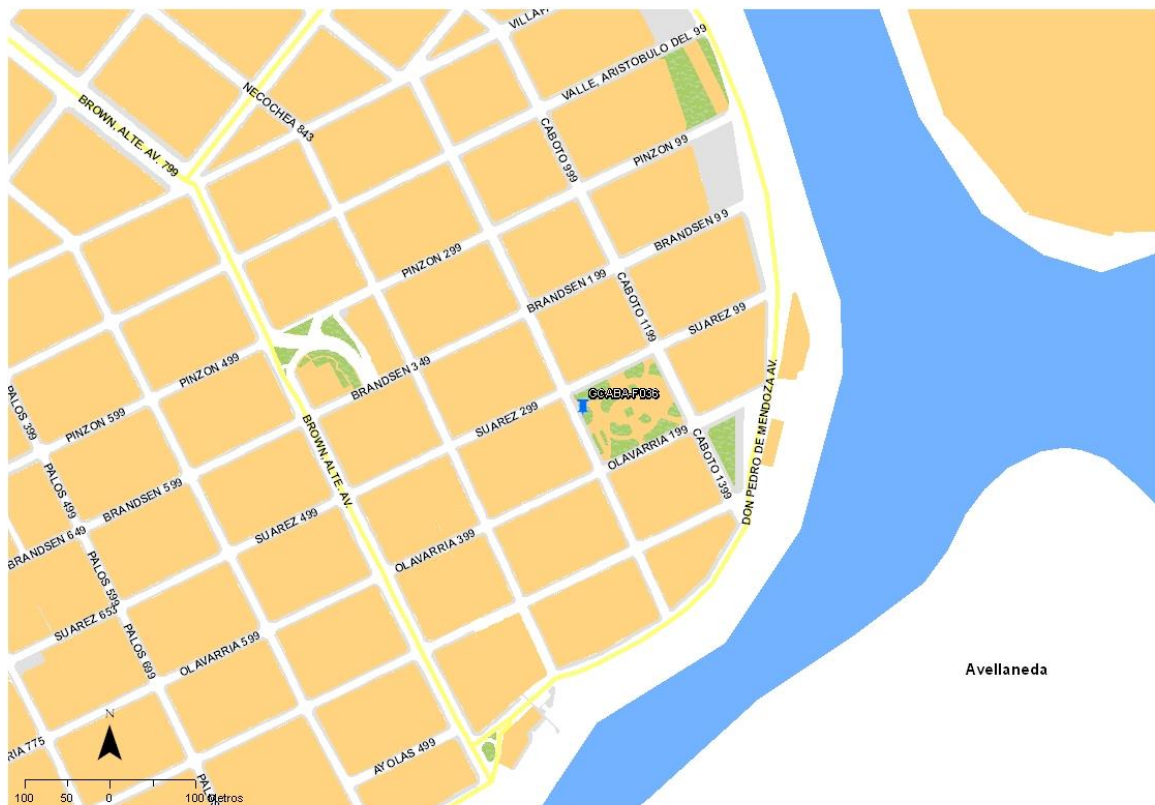 VALLE, ARISTOBULO DEL 99
NECOCHEA 843
BROWN, ALTE. AV. 799
CABOTO 999
PINZON 99
BRANDSEN 99
PINZON 299
BRANDSEN 199
CABOTO 1199
SUAREZ 99
PINZON 499
BRANDSEN 349
GCABA-F036
PALOS 399
PINZON 599
SUAREZ 299
OLAVARRIA 199
CABOTO 1399
DON PEDRO DE MENDOZA AV.
BROWN, ALTE. AV.
PALOS 499
BRANDSEN 599
SUAREZ 499
BRANDSEN 649
OLAVARRIA 399
PALOS 599
SUAREZ 653
PALOS 699
OLAVARRIA 599
Avellaneda
N
RIA 775
AYOLAS 499
100 50 0 100 Metros